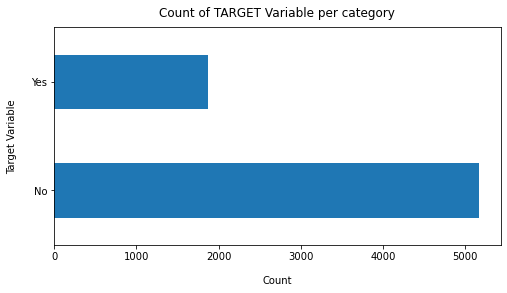 Count of TARGET Variable per category
Target Variable
Yes
No
0 1000 2000 3000 4000 5000
Count